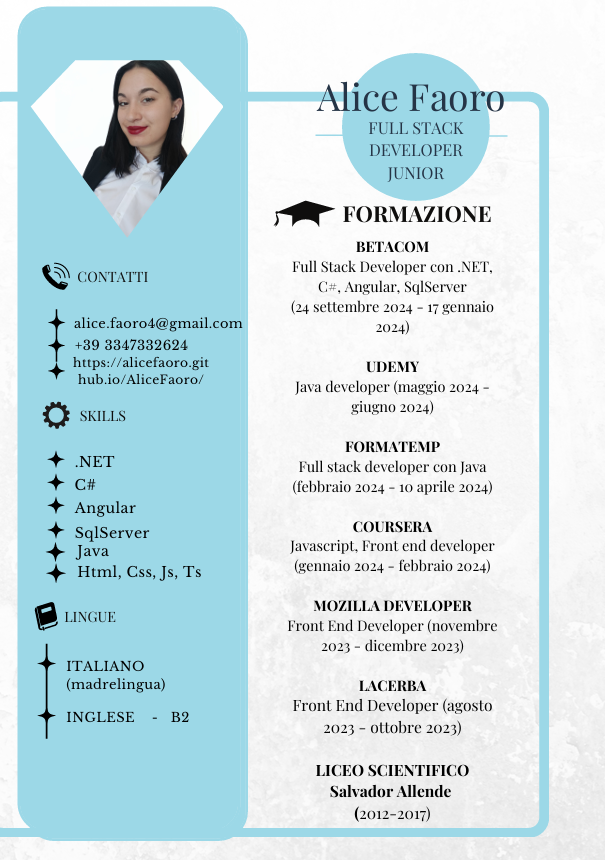 CONTATTI
alice.faoro4@gmail.com
+39 3347332624
https://alicefaoro.git
hub.io/AliceFaoro/
SKILLS
.NET
C#
Angular
SqlServer
Java
Html, Css, Js, Ts
LINGUE
ITALIANO
(madrelingua)
INGLESE - B2
Alice Faoro
FULL STACK
DEVELOPER
JUNIOR
FORMAZIONE
BETACOM
Full Stack Developer con .NET,
C#, Angular, SqlServer
(24 settembre 2024 - 17 gennaio
2024)
UDEMY
Java developer (maggio 2024 -
giugno 2024)
FORMATEMP
Full stack developer con Java
(febbraio 2024 - 10 aprile 2024)
COURSERA
Javascript, Front end developer
(gennaio 2024 - febbraio 2024)
MOZILLA DEVELOPER
Front End Developer (novembre
2023 - dicembre 2023)
LACERBA
Front End Developer (agosto
2023 - ottobre 2023)
LICEO SCIENTIFICO
Salvador Allende
(2012-2017)